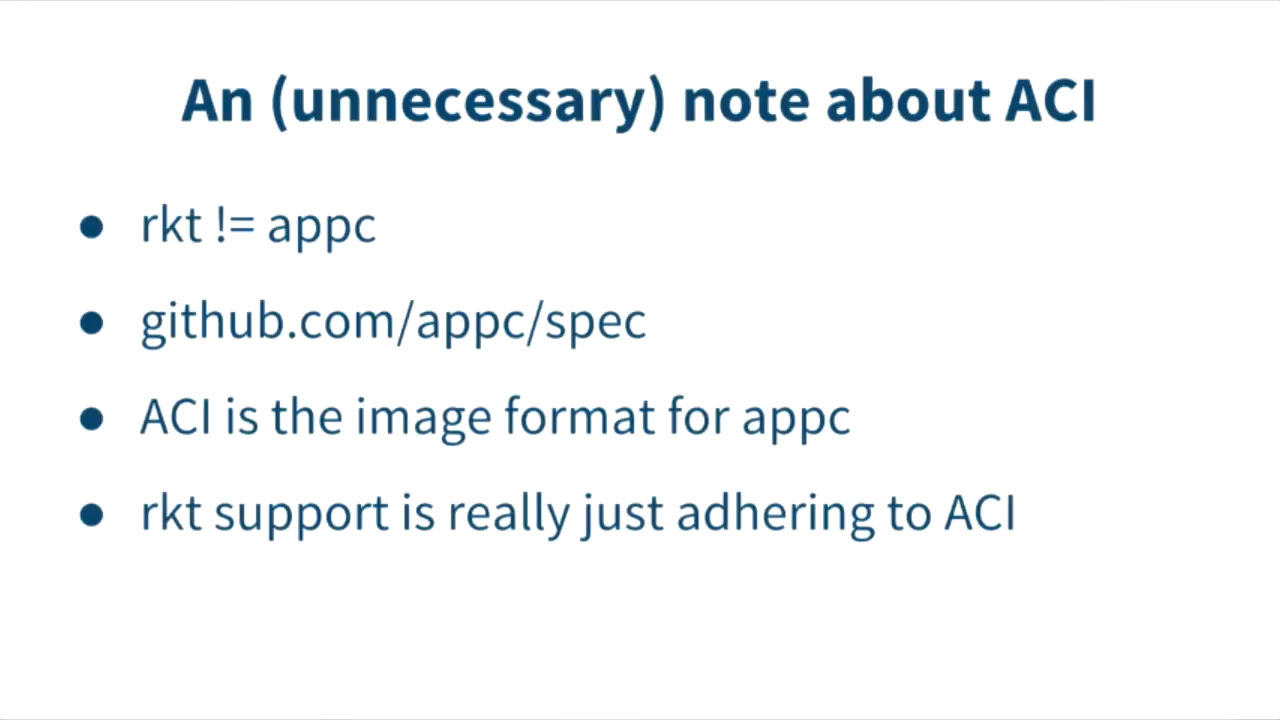 An (unnecessary) note about ACI
● rkt != appc
● github.com/appc/spec
● ACI is the image format for appc
● rkt support is really just adhering to ACI